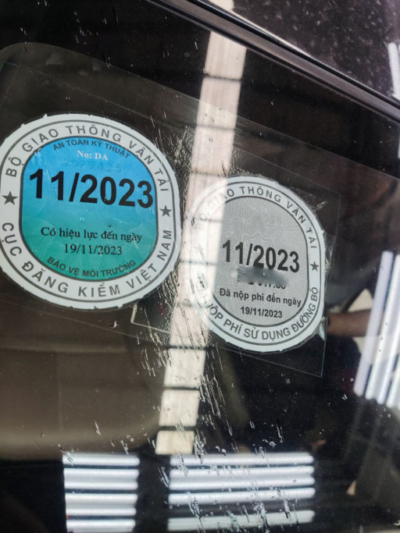 BỘ GIAO THÔNG VẬN TẢI
AN TOÀN KỸ THUẬT
No: DA
11/2023
Có hiệu lực đến ngày
19/11/2023
BẢO VỆ MÔI TRƯỜNG
CỤC ĐĂNG KIỂM VIỆT NAM
GIAO THÔNG VẬN TẢI
11/2023
Đã nộp phí đến ngày
19/11/2023
NỘP PHÍ SỬ DỤNG ĐƯỜNG BỘ